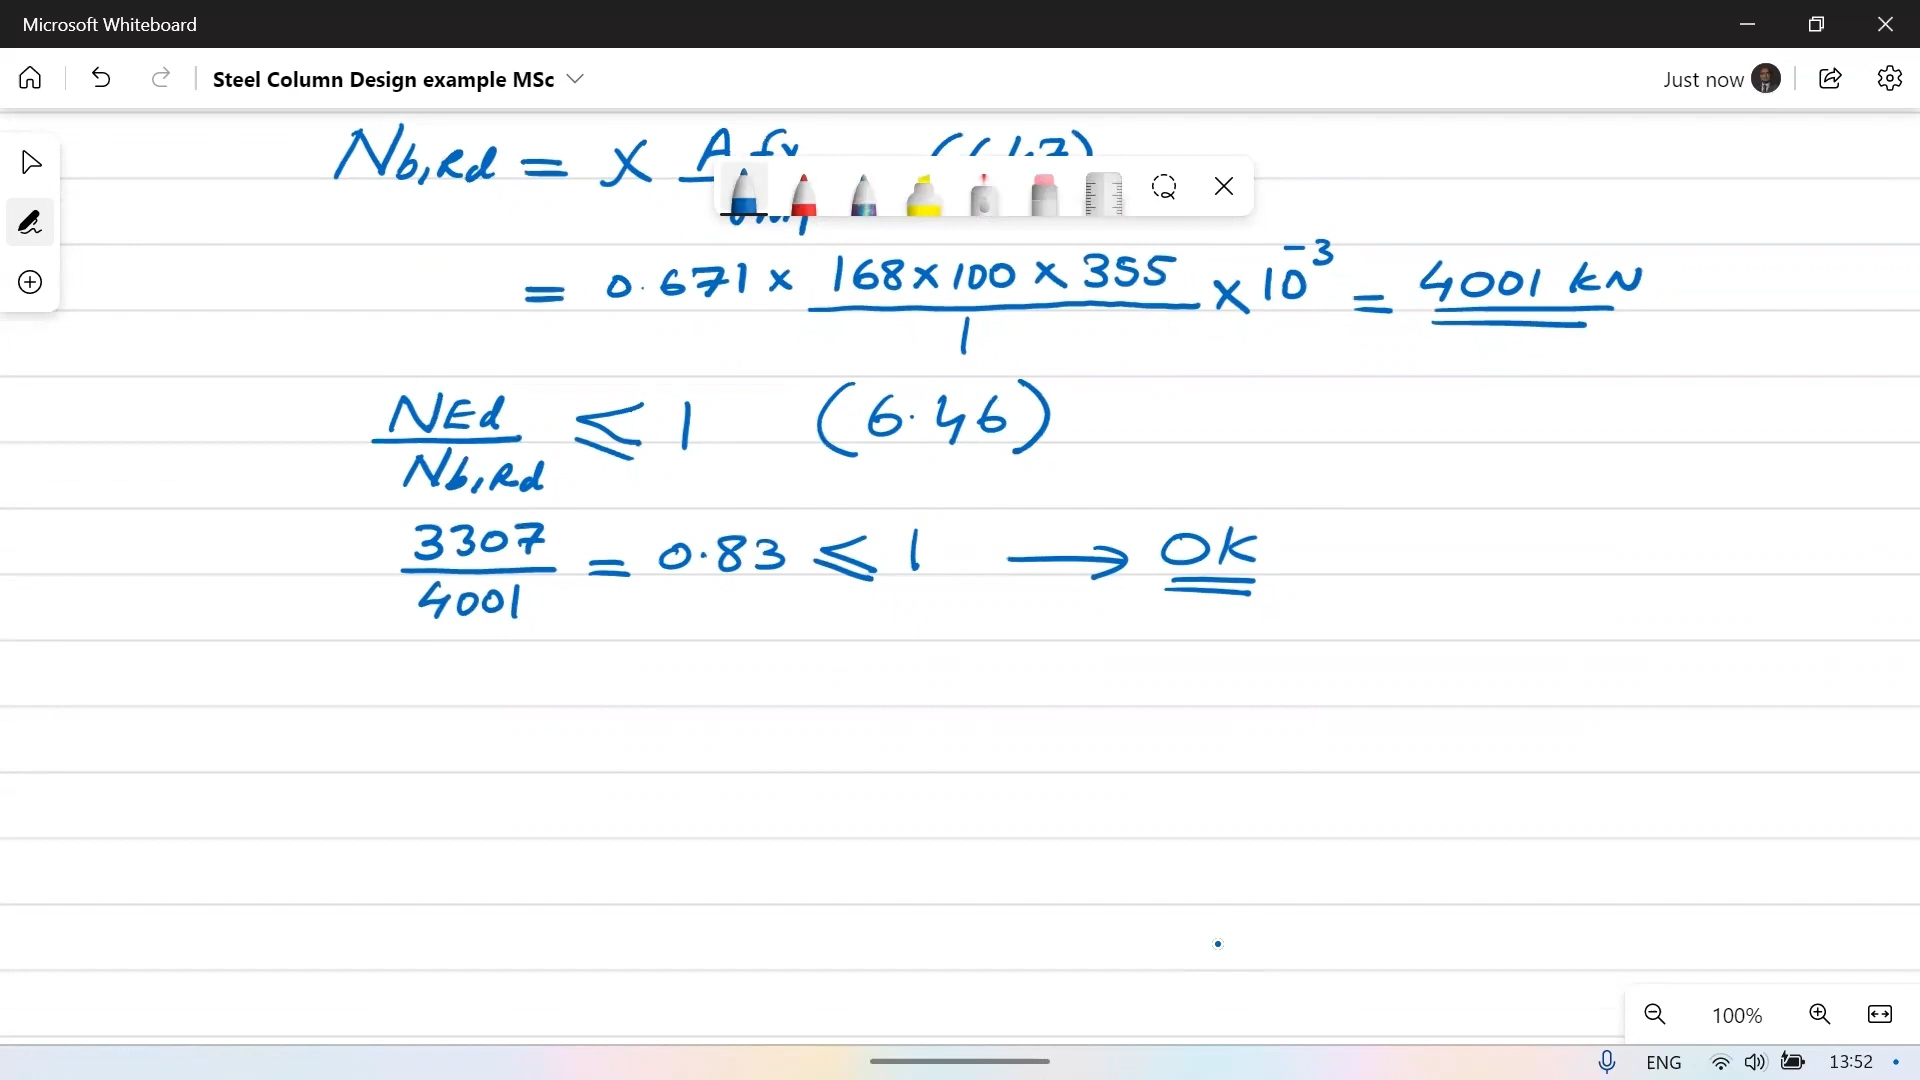 Microsoft Whiteboard
Steel Column Design example MSc
Just now
Nb,Rd = χ A fy
= 0.671 × 168 × 100 × 355 / 1 × 10⁻³ = 4001 kN
NEd / Nb,Rd ≤ 1 (6.46)
3307 / 4001 = 0.83 ≤ 1 → OK
100%
ENG
13:52